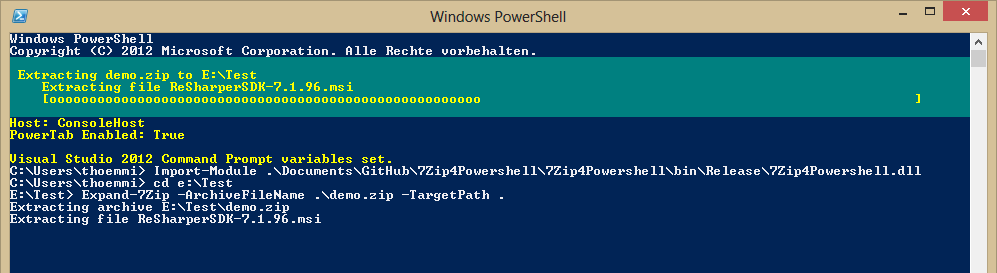 Windows PowerShell
Windows PowerShell
Copyright (C) 2012 Microsoft Corporation. Alle Rechte vorbehalten.
Extracting demo.zip to E:\Test
Extracting file ReSharperSDK-7.1.96.msi
[oooooooooooooooooooooooooooooooooooooooooooooooooooooo ]
Host: ConsoleHost
PowerTab Enabled: True
Visual Studio 2012 Command Prompt variables set.
C:\Users\thoemmi> Import-Module .\Documents\GitHub\7Zip4Powershell\7Zip4Powershell\bin\Release\7Zip4Powershell.dll
C:\Users\thoemmi> cd e:\Test
E:\Test> Expand-7Zip -ArchiveFileName .\demo.zip -TargetPath .
Extracting archive E:\Test\demo.zip
Extracting file ReSharperSDK-7.1.96.msi